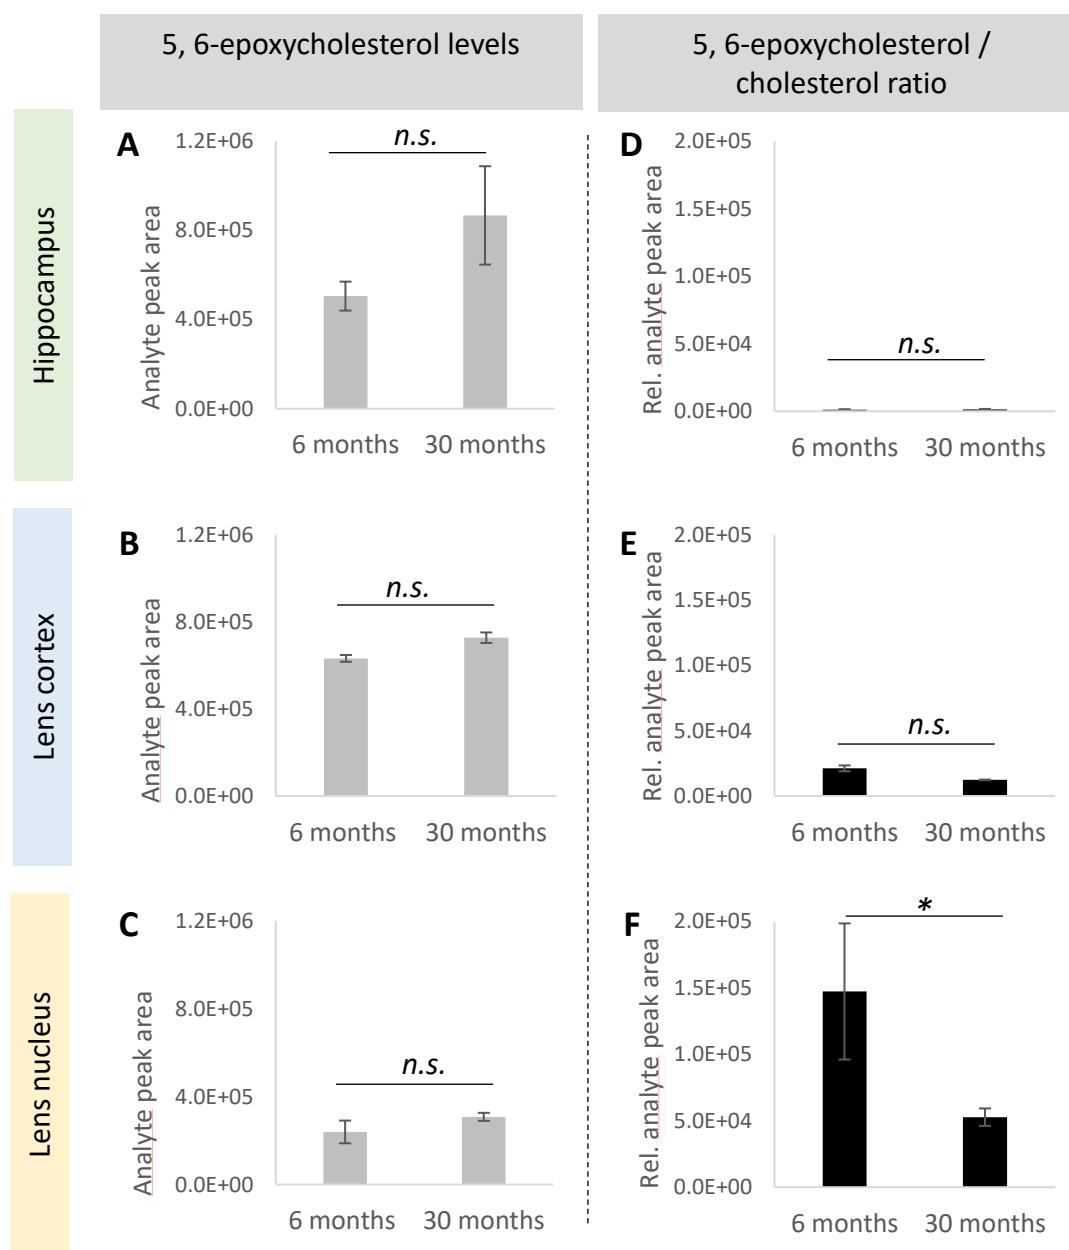 5, 6-epoxycholesterol levels
5, 6-epoxycholesterol /
cholesterol ratio
Hippocampus
A
Analyte peak area
1.2E+06
8.0E+05
4.0E+05
0.0E+00
n.s.
6 months
30 months
D
Rel. analyte peak area
2.0E+05
1.5E+05
1.0E+05
5.0E+04
0.0E+00
n.s.
6 months
30 months
Lens cortex
B
Analyte peak area
1.2E+06
8.0E+05
4.0E+05
0.0E+00
n.s.
6 months
30 months
E
Rel. analyte peak area
2.0E+05
1.5E+05
1.0E+05
5.0E+04
0.0E+00
n.s.
6 months
30 months
Lens nucleus
C
Analyte peak area
1.2E+06
8.0E+05
4.0E+05
0.0E+00
n.s.
6 months
30 months
F
Rel. analyte peak area
2.0E+05
1.5E+05
1.0E+05
5.0E+04
0.0E+00
*
6 months
30 months